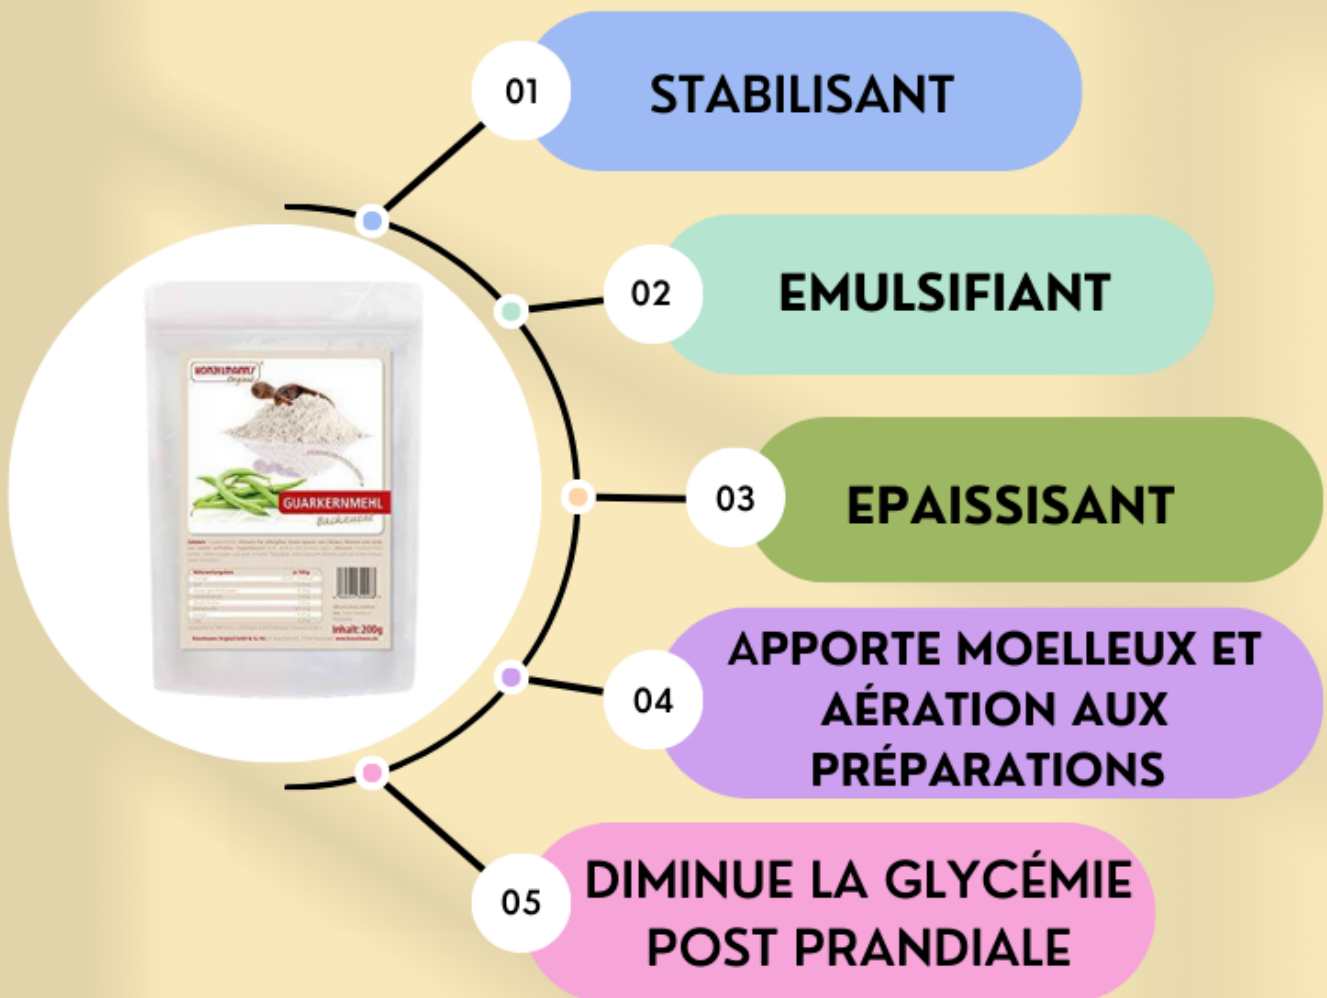 01
STABILISANT
02
EMULSIFIANT
03
EPAISSISANT
04
APPORTE MOELLEUX ET
AÉRATION AUX
PRÉPARATIONS
05
DIMINUE LA GLYCÉMIE
POST PRANDIALE
Original
GUARKERNMEHL
Inhalt: 200g